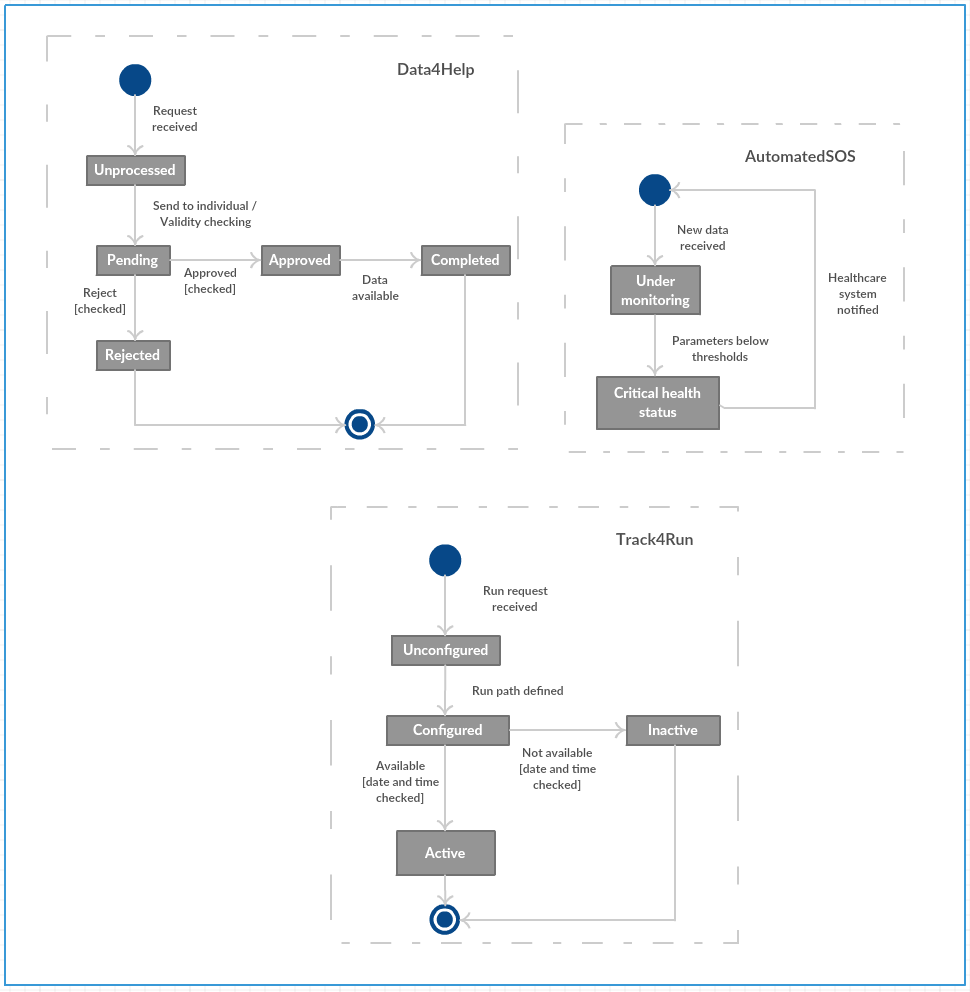 Data4Help
Request
received
Unprocessed
Send to individual /
Validity checking
Pending
Approved
[checked]
Approved
Data
available
Completed
Reject
[checked]
Rejected
AutomatedSOS
New data
received
Under
monitoring
Parameters below
thresholds
Critical health
status
Healthcare
system
notified
Track4Run
Run request
received
Unconfigured
Run path defined
Configured
Not available
[date and time
checked]
Inactive
Available
[date and time
checked]
Active